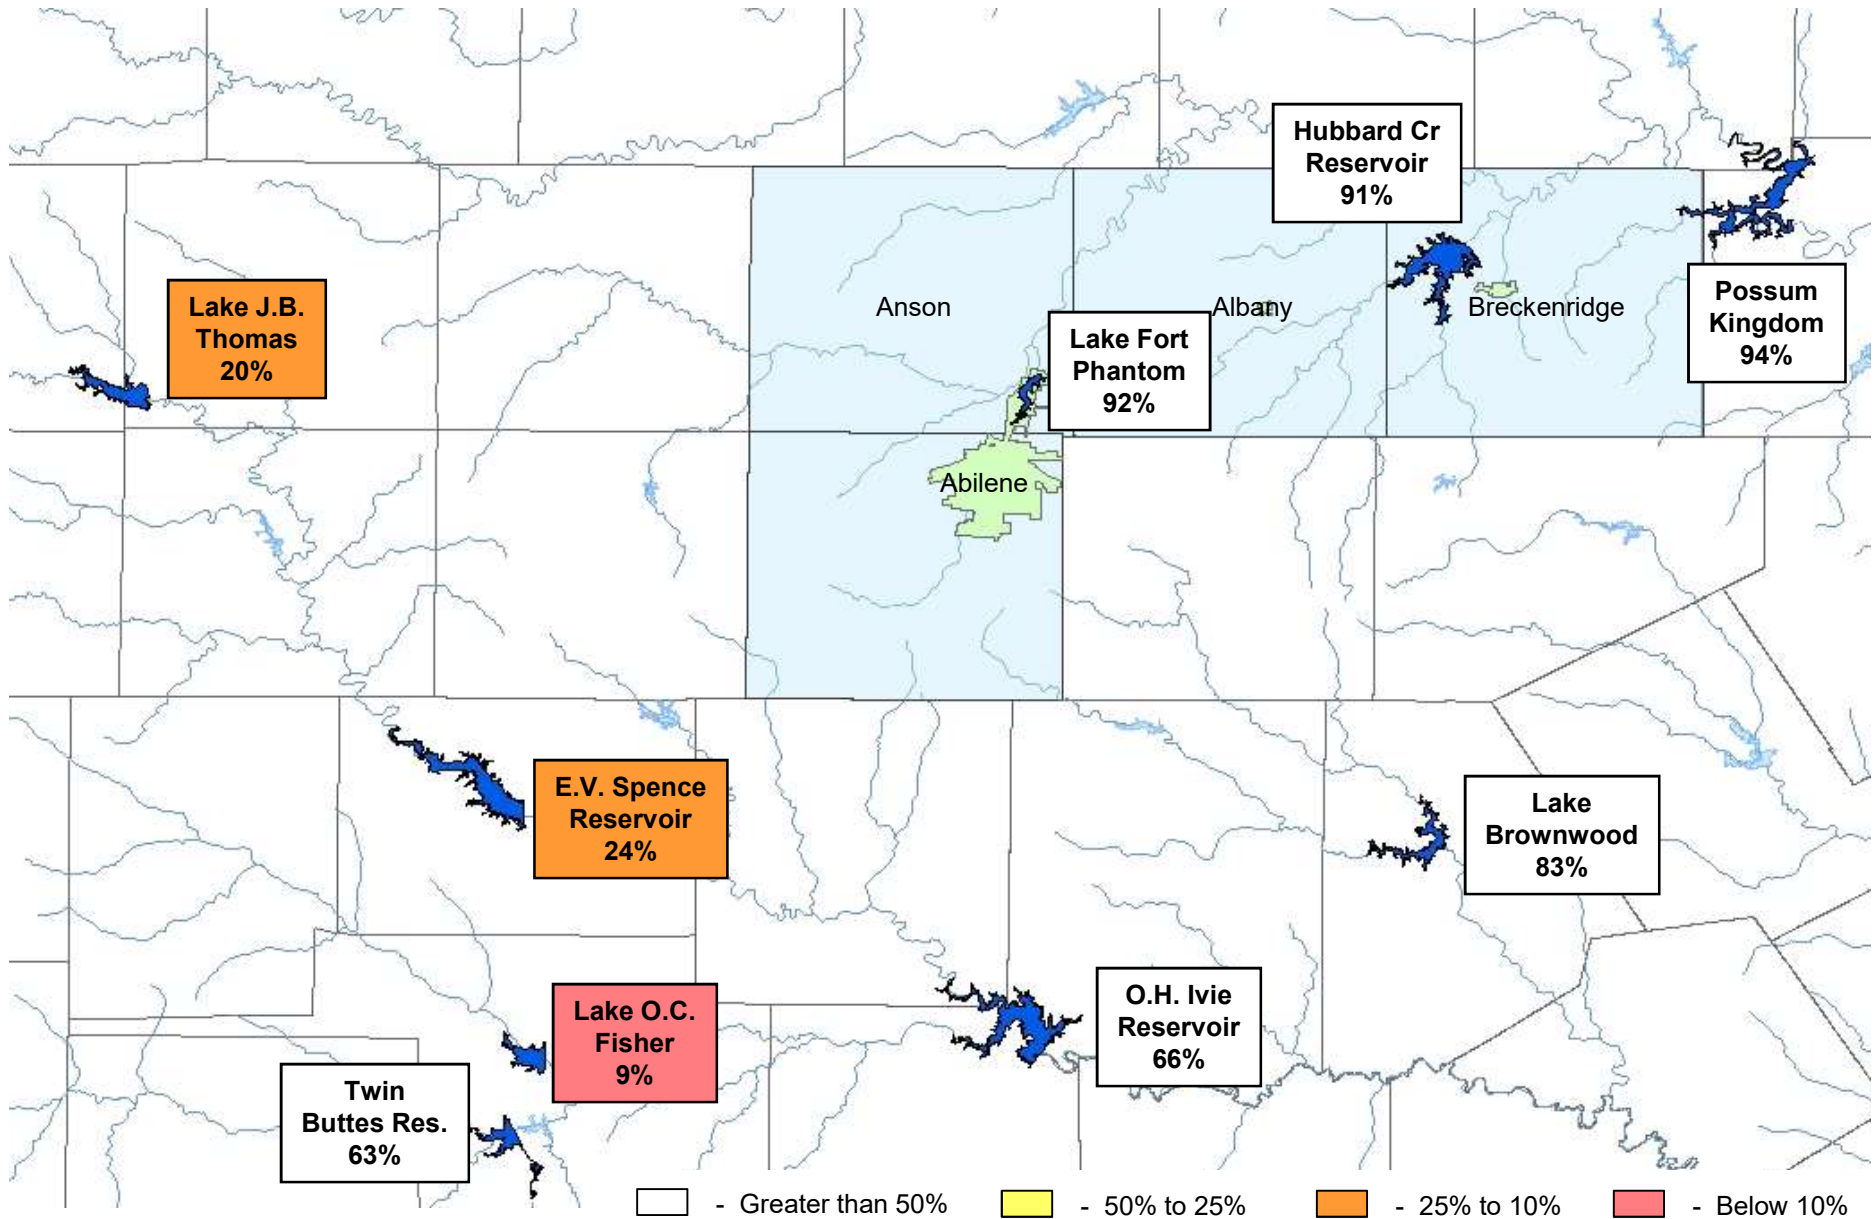 Hubbard Cr
Reservoir
91%
Lake J.B.
Thomas
20%
Anson
Albany
Breckenridge
Possum
Kingdom
94%
Lake Fort
Phantom
92%
Abilene
E.V. Spence
Reservoir
24%
Lake
Brownwood
83%
Lake O.C.
Fisher
9%
O.H. Ivie
Reservoir
66%
Twin
Buttes Res.
63%
- Greater than 50%
- 50% to 25%
- 25% to 10%
- Below 10%